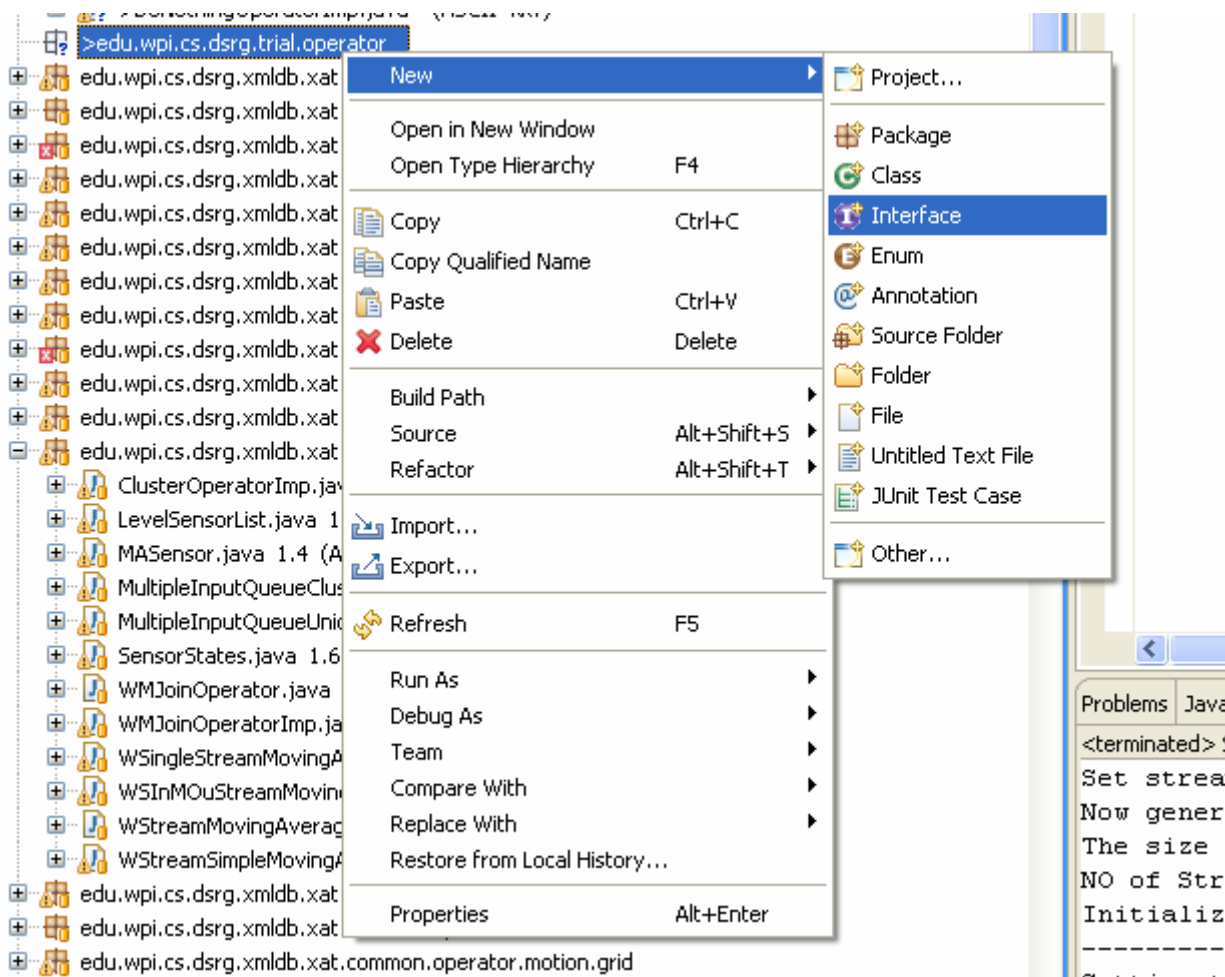 >edu.wpi.cs.dsrg.trial.operator
edu.wpi.cs.dsrg.xmldb.xat
edu.wpi.cs.dsrg.xmldb.xat
edu.wpi.cs.dsrg.xmldb.xat
edu.wpi.cs.dsrg.xmldb.xat
edu.wpi.cs.dsrg.xmldb.xat
edu.wpi.cs.dsrg.xmldb.xat
edu.wpi.cs.dsrg.xmldb.xat
edu.wpi.cs.dsrg.xmldb.xat
edu.wpi.cs.dsrg.xmldb.xat
edu.wpi.cs.dsrg.xmldb.xat
edu.wpi.cs.dsrg.xmldb.xat
edu.wpi.cs.dsrg.xmldb.xat
ClusterOperatorImp.jav
LevelSensorList.java 1
MASensor.java 1.4 (A
MultipleInputQueueClus
MultipleInputQueueUnio
SensorStates.java 1.6
WMJoinOperator.java
WMJoinOperatorImp.ja
WSingleStreamMovingA
WSInMOuStreamMovin
WStreamMovingAverag
WStreamSimpleMovingA
edu.wpi.cs.dsrg.xmldb.xat
edu.wpi.cs.dsrg.xmldb.xat
edu.wpi.cs.dsrg.xmldb.xat.common.operator.motion.grid
New
Open in New Window
Open Type Hierarchy F4
Copy Ctrl+C
Copy Qualified Name
Paste Ctrl+V
Delete Delete
Build Path
Source Alt+Shift+S
Refactor Alt+Shift+T
Import...
Export...
Refresh F5
Run As
Debug As
Team
Compare With
Replace With
Restore from Local History...
Properties Alt+Enter
Project...
Package
Class
Interface
Enum
Annotation
Source Folder
Folder
File
Untitled Text File
JUnit Test Case
Other...
Problems Java
<terminated>
Set strea
Now gener
The size
NO of Str
Initializ
---------